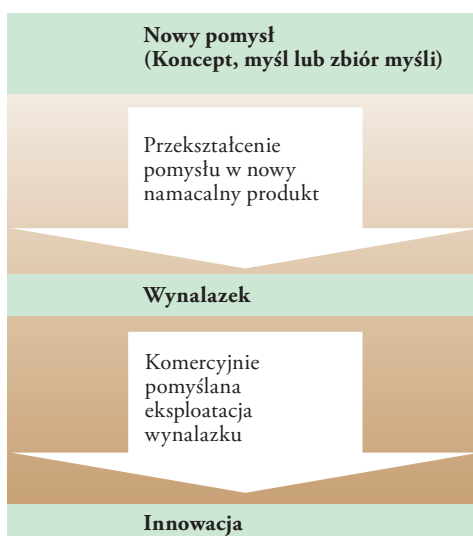 Nowy pomysł
(Koncept, myśl lub zbiór myśli)
Przekształcenie
pomysłu w nowy
namacalny produkt
Wynalazek
Komercyjnie
pomyślana
eksploatacja
wynalazku
Innowacja